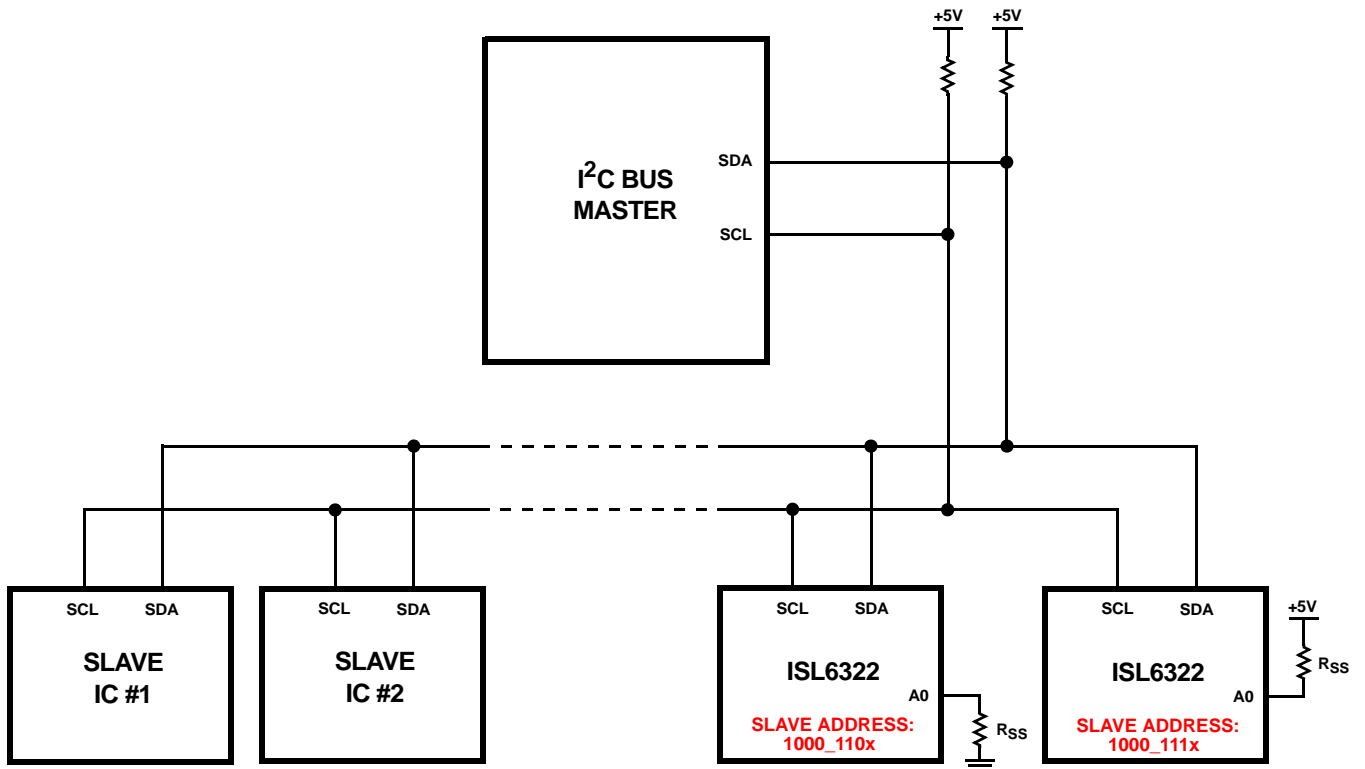 +5V
+5V
I²C BUS
MASTER
SDA
SCL
SCL
SDA
SLAVE
IC #1
SCL
SDA
SLAVE
IC #2
SCL
SDA
ISL6322
A0
SLAVE ADDRESS:
1000_110x
RSS
SCL
SDA
ISL6322
A0
SLAVE ADDRESS:
1000_111x
+5V
RSS